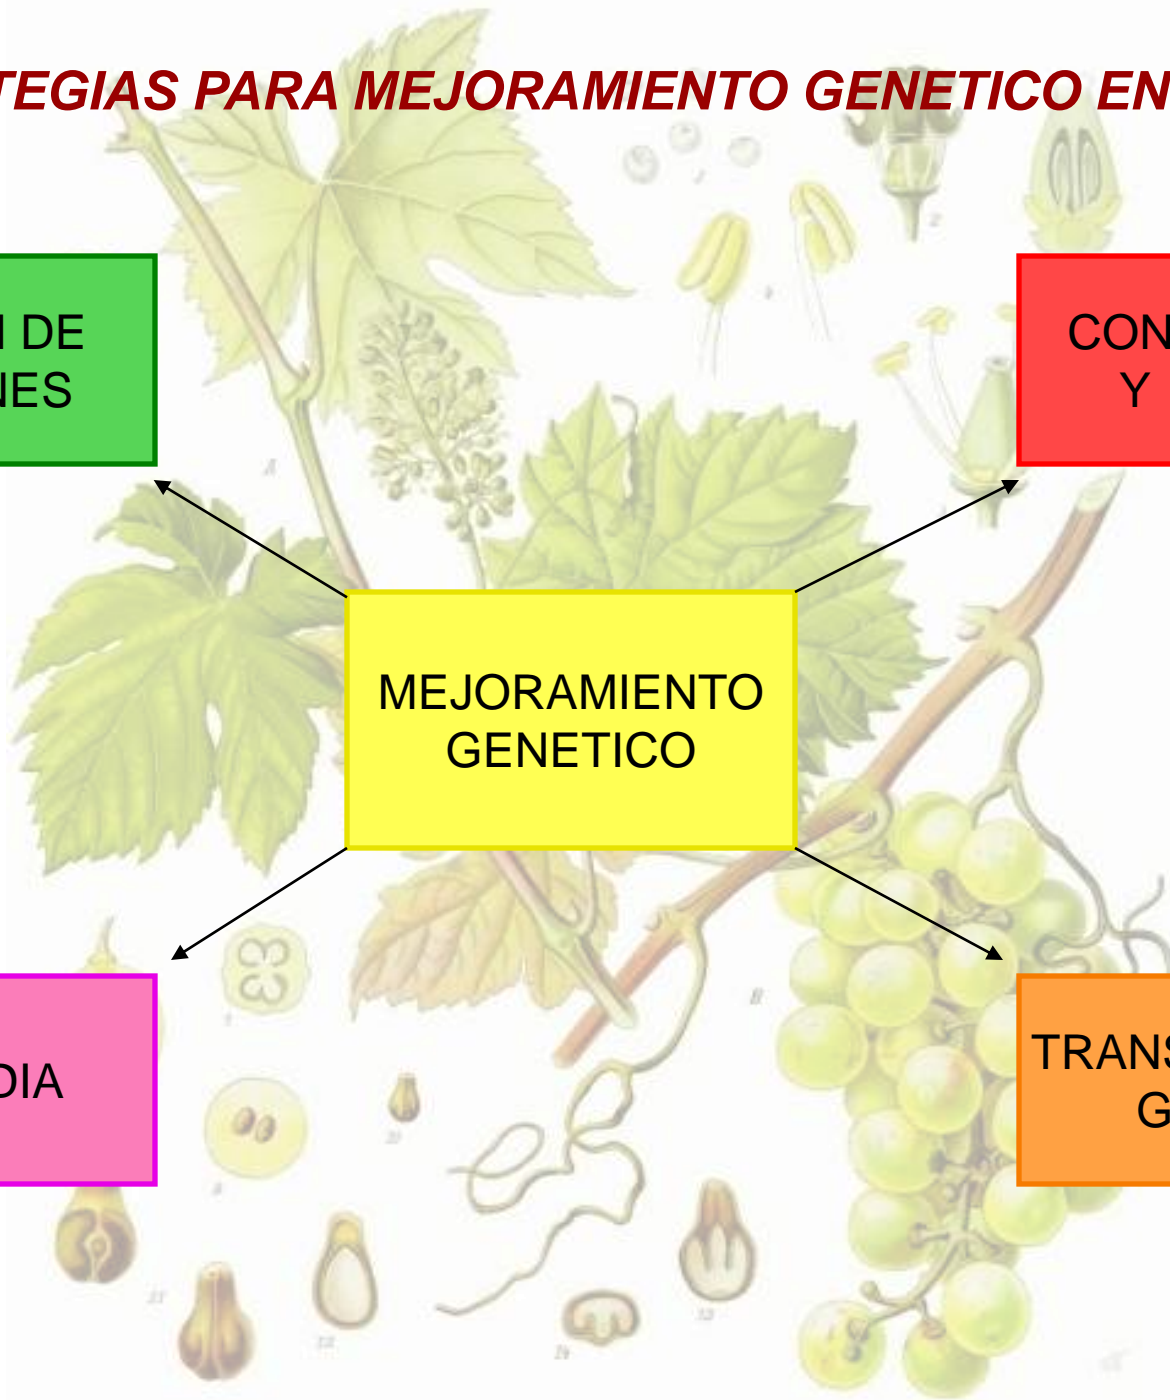 TEGIAS PARA MEJORAMIENTO GENETICO EN
DE
NES
CON
Y
MEJORAMIENTO
GENETICO
DIA
TRANS
G